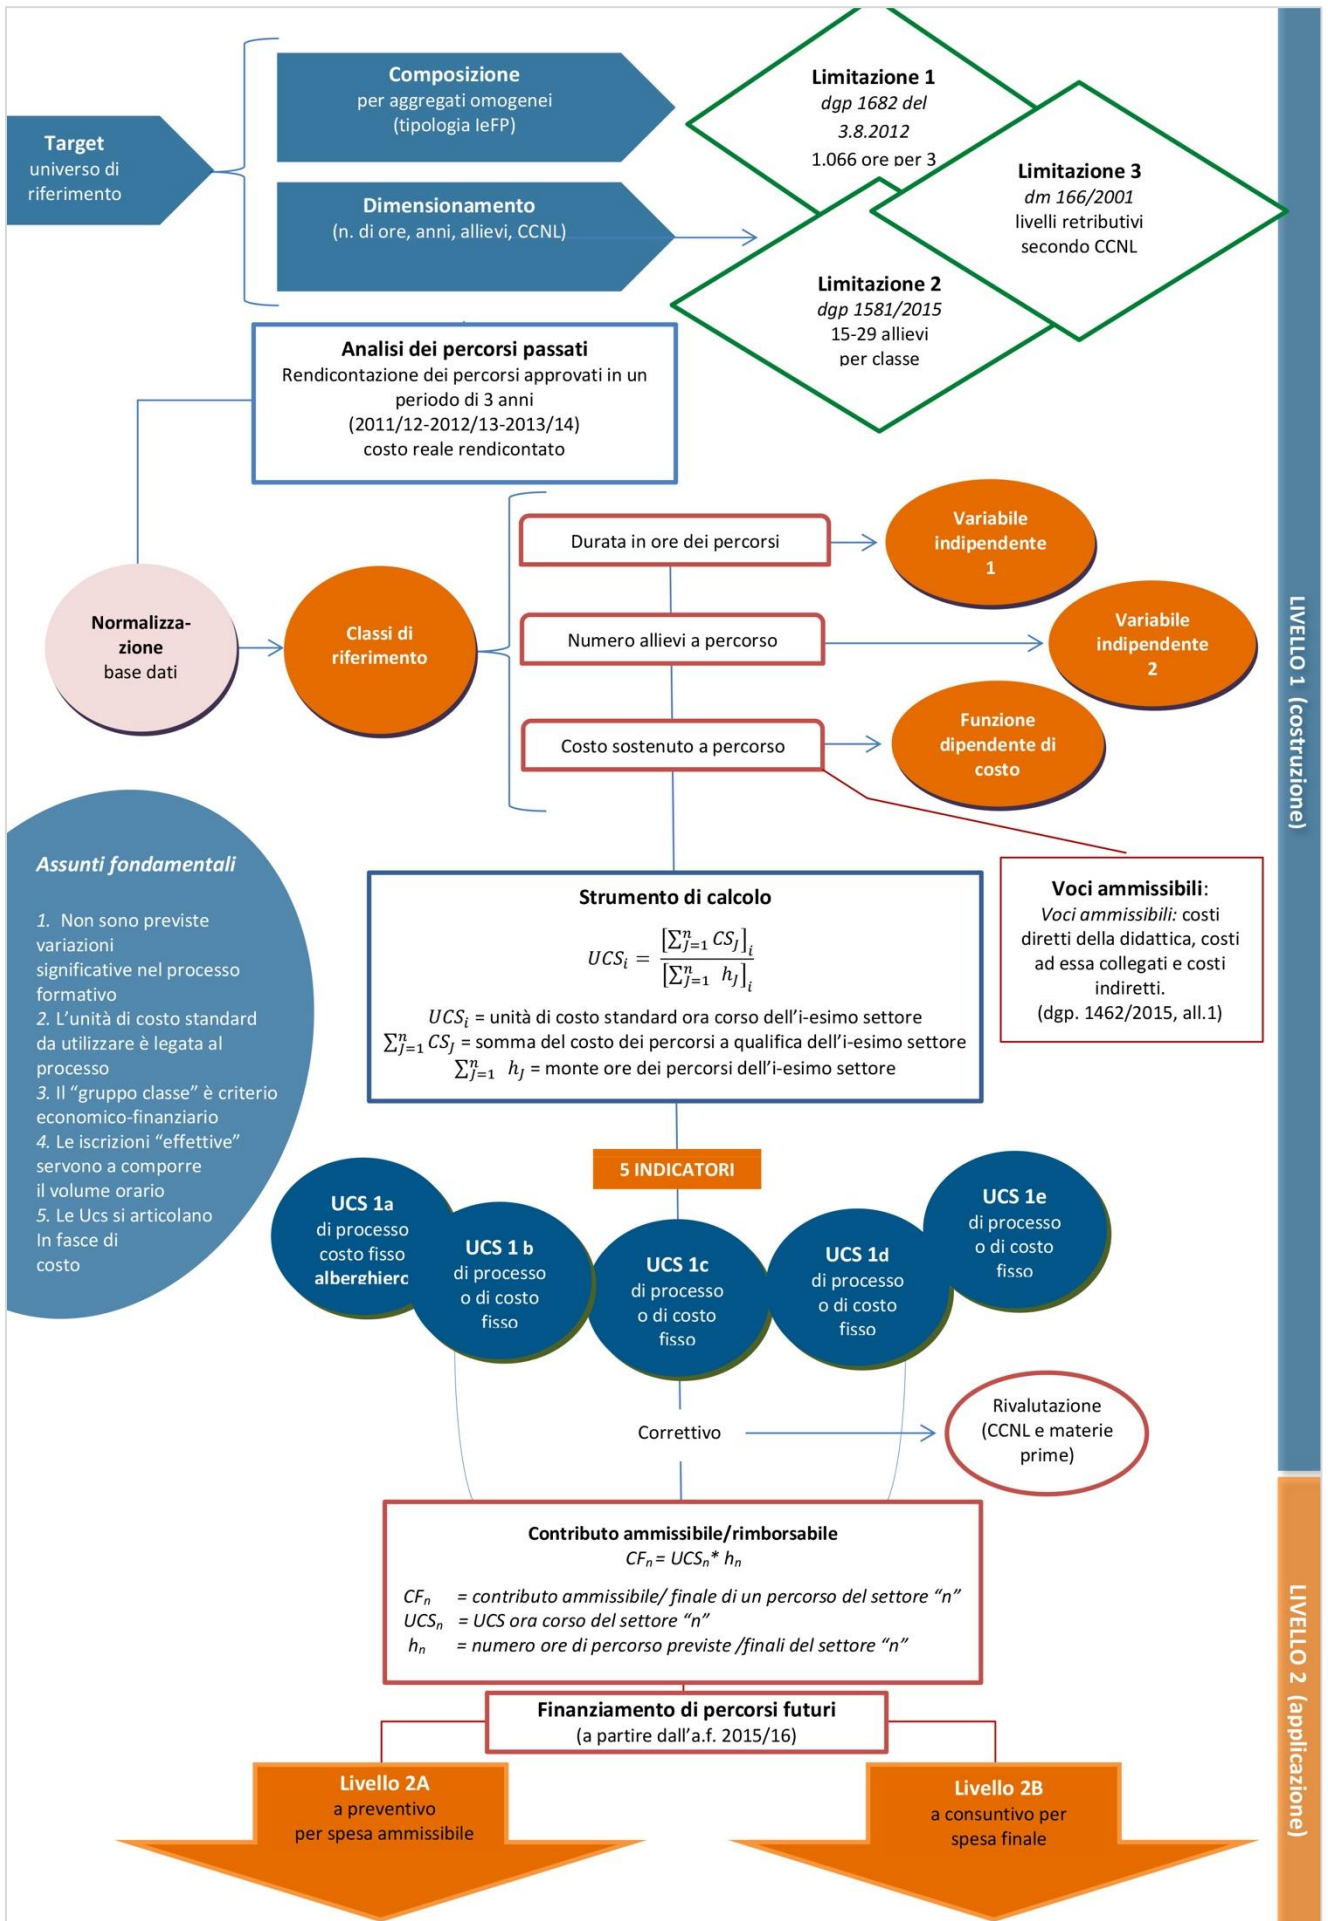 Target
universo di
riferimento
Composizione
per aggregati omogenei
(tipologia IeFP)
Dimensionamento
(n. di ore, anni, allievi, CCNL)
Limitazione 1
dgp 1682 del
3.8.2012
1.066 ore per 3
Limitazione 3
dm 166/2001
livelli retributivi
secondo CCNL
Limitazione 2
dgp 1581/2015
15-29 allievi
per classe
Analisi dei percorsi passati
Rendicontazione dei percorsi approvati in un
periodo di 3 anni
(2011/12-2012/13-2013/14)
costo reale rendicontato
Normalizza-
zione
base dati
Classi di
riferimento
Durata in ore dei percorsi
Variabile
indipendente
1
Numero allievi a percorso
Variabile
indipendente
2
Costo sostenuto a percorso
Funzione
dipendente di
costo
LIVELLO 1 (costruzione)
Assunti fondamentali
1. Non sono previste
variazioni
significative nel processo
formativo
2. L'unità di costo standard
da utilizzare è legata al
processo
3. Il "gruppo classe" è criterio
economico-finanziario
4. Le iscrizioni "effettive"
servono a comporre
il volume orario
5. Le Ucs si articolano
In fasce di
costo
Strumento di calcolo
UCS_i = [∑_{J=1}^n CS_J]_i / [∑_{J=1}^n h_J]_i
UCS_i = unità di costo standard ora corso dell'i-esimo settore
∑_{J=1}^n CS_J = somma del costo dei percorsi a qualifica dell'i-esimo settore
∑_{J=1}^n h_J = monte ore dei percorsi dell'i-esimo settore
Voci ammissibili:
Voci ammissibili: costi
diretti della didattica, costi
ad essa collegati e costi
indiretti.
(dgp. 1462/2015, all.1)
5 INDICATORI
UCS 1a
di processo
costo fisso
alberghiero
UCS 1 b
di processo
o di costo
fisso
UCS 1c
di processo
o di costo
fisso
UCS 1d
di processo
o di costo
fisso
UCS 1e
di processo
o di costo
fisso
Correttivo
Rivalutazione
(CCNL e materie
prime)
Contributo ammissibile/rimborsabile
CF_n = UCS_n * h_n
CF_n = contributo ammissibile/ finale di un percorso del settore "n"
UCS_n = UCS ora corso del settore "n"
h_n = numero ore di percorso previste /finali del settore "n"
Finanziamento di percorsi futuri
(a partire dall'a.f. 2015/16)
Livello 2A
a preventivo
per spesa ammissibile
Livello 2B
a consuntivo per
spesa finale
LIVELLO 2 (applicazione)